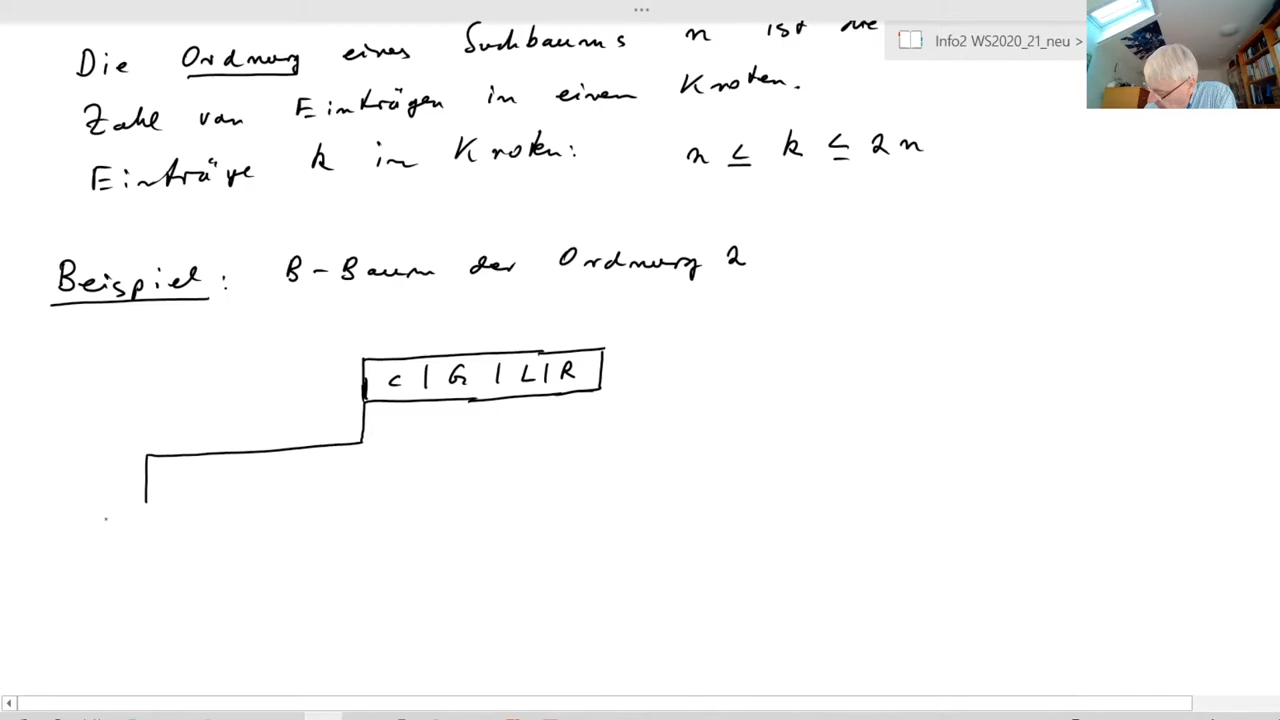 Die Ordnung eines Suchbaums n ist die
Zahl von Einträgen in einem Knoten.
Einträge k in Knoten: n ≤ k ≤ 2n
Info2 WS2020_21_neu >
Beispiel: B-Baum der Ordnung 2
C | G | L | R